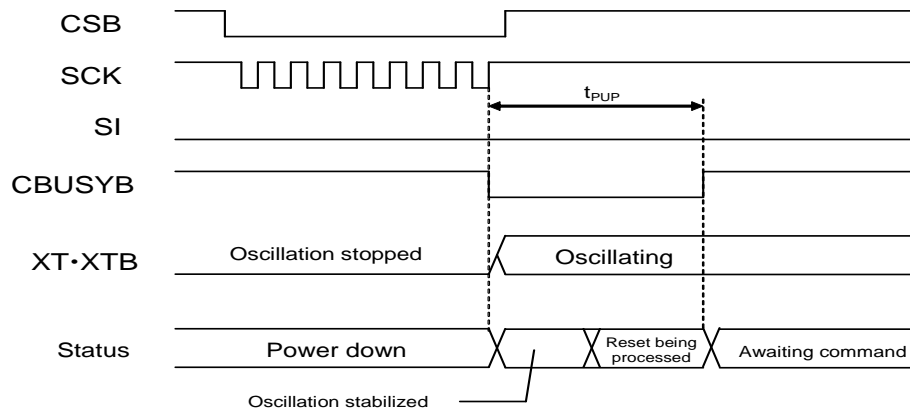 CSB
SCK
tPUP
SI
CBUSYB
XT・XTB
Oscillation stopped
Oscillating
Status
Power down
Reset being
processed
Awaiting command
Oscillation stabilized